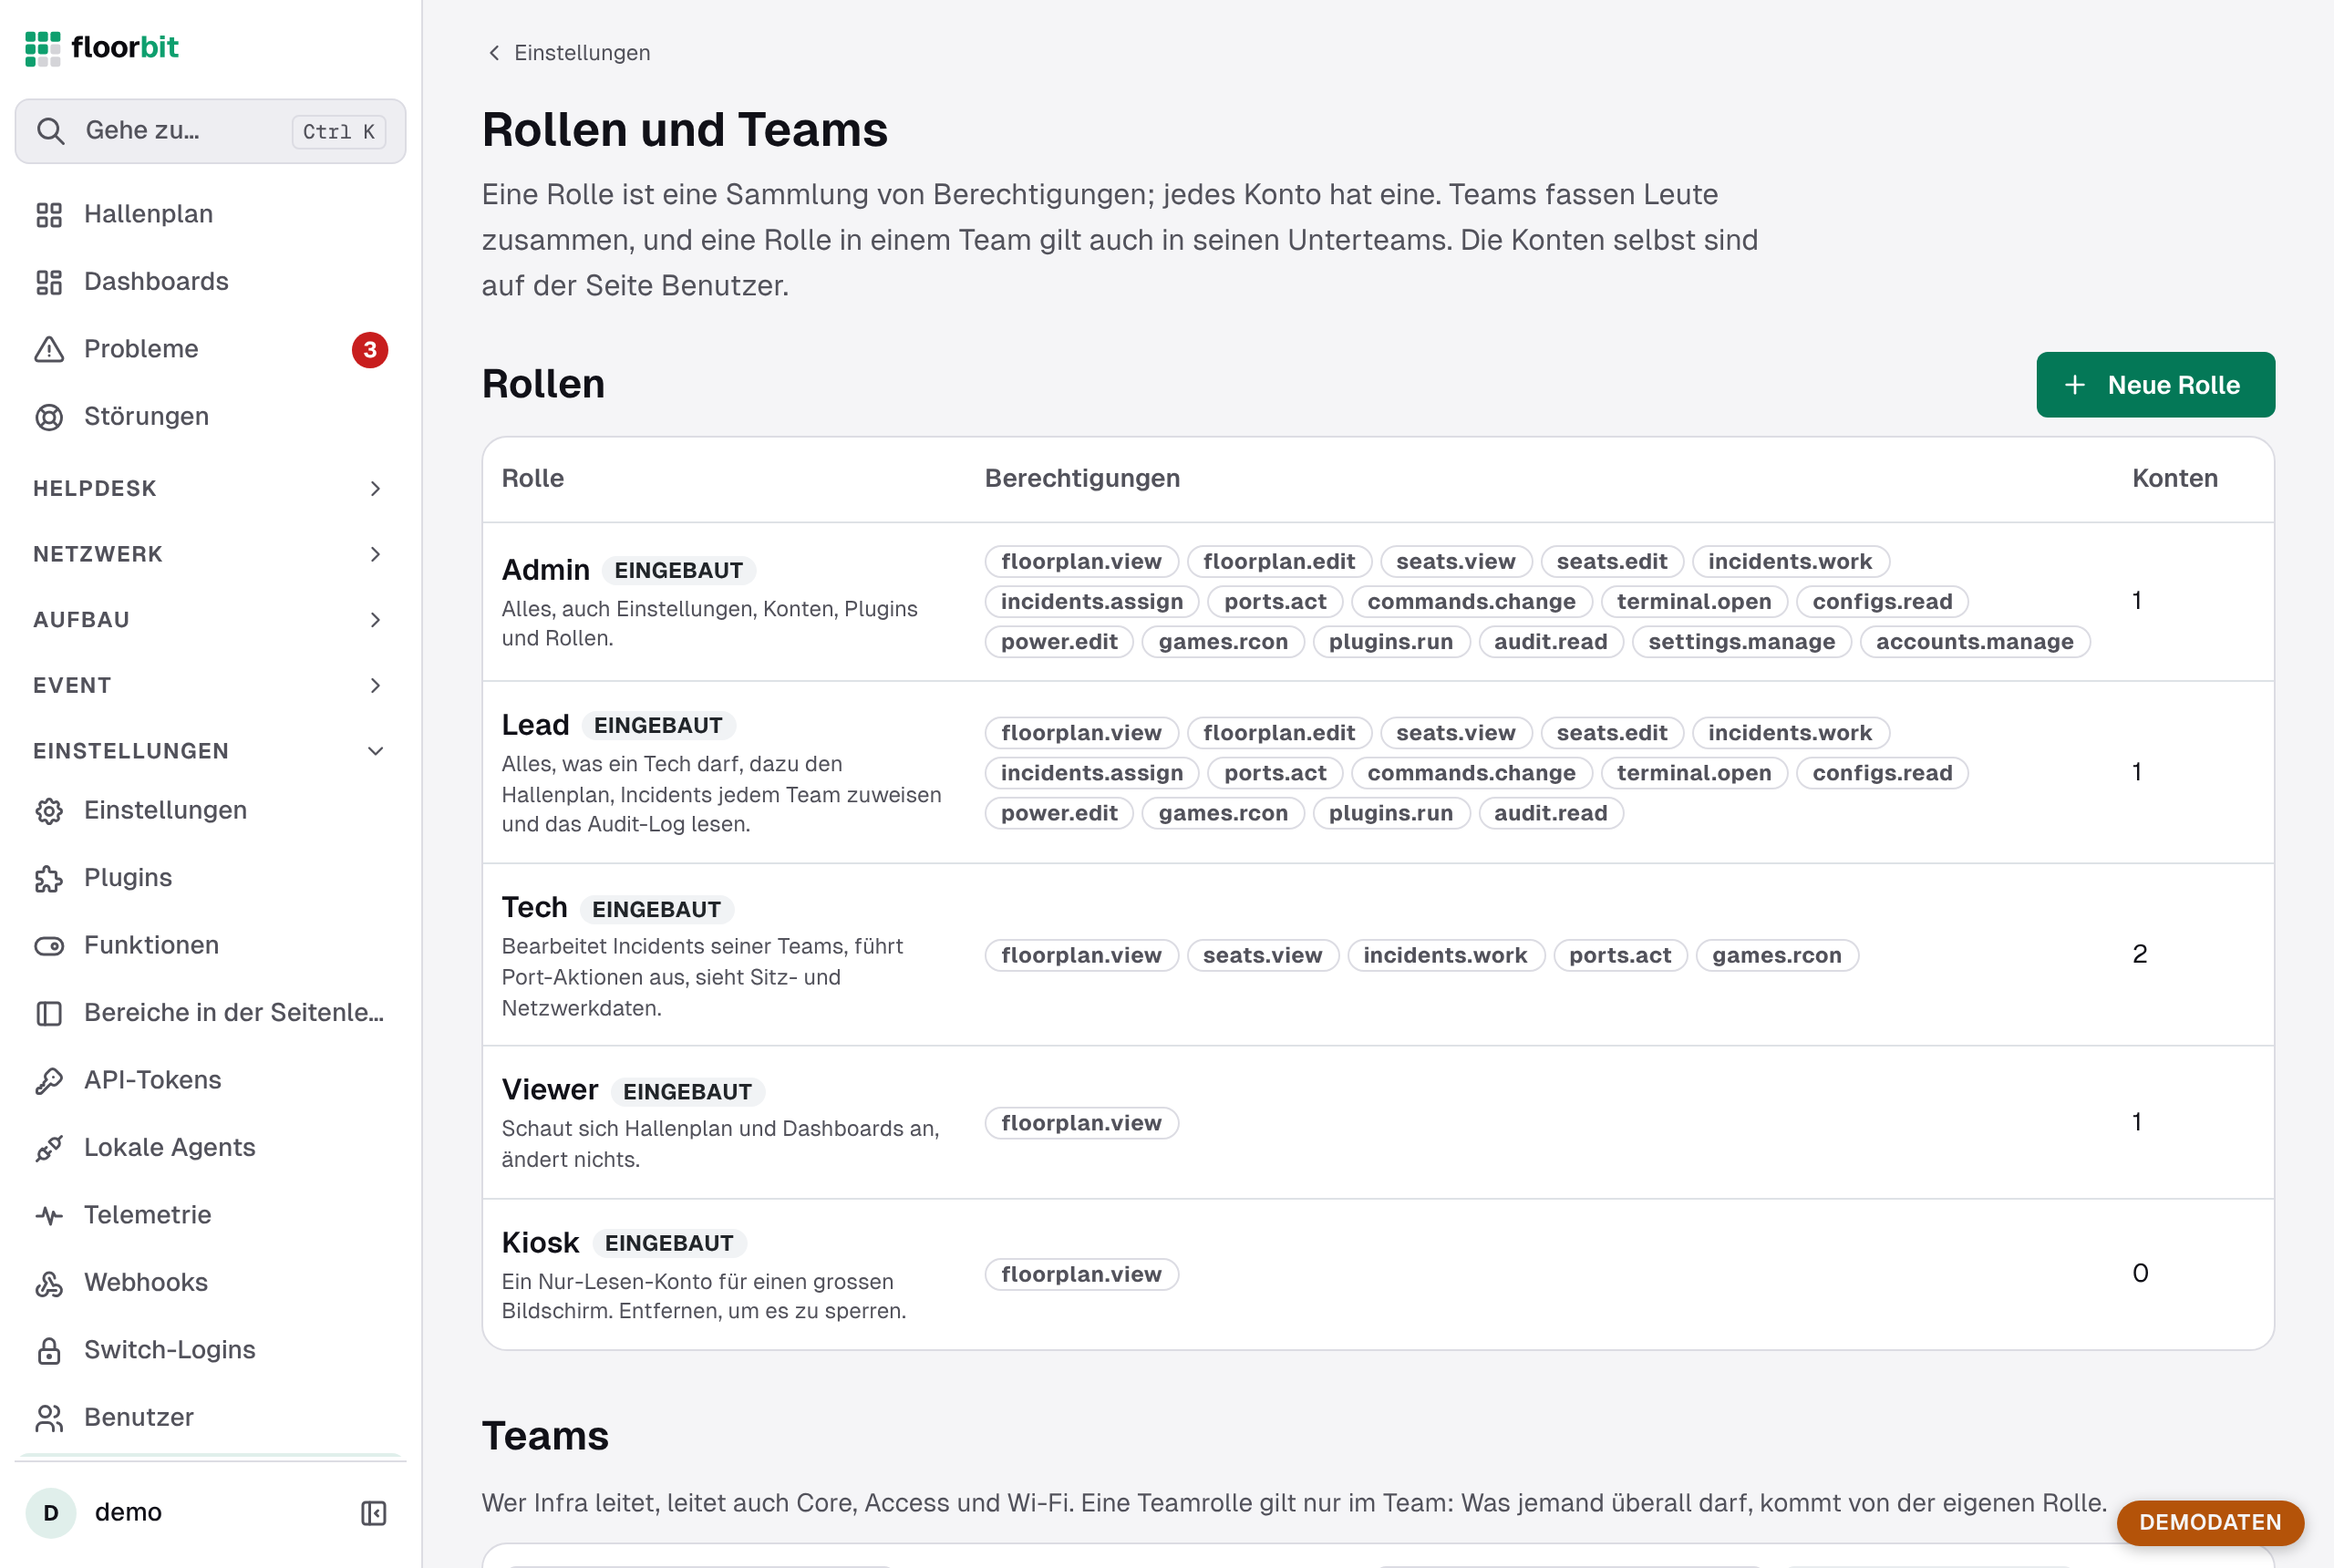 floorbit
Gehe zu...
Ctrl K
Hallenplan
Dashboards
Probleme
3
Störungen
HELPDESK
NETZWERK
AUFBAU
EVENT
EINSTELLUNGEN
Einstellungen
Plugins
Funktionen
Bereiche in der Seitenle...
API-Tokens
Lokale Agents
Telemetrie
Webhooks
Switch-Logins
Benutzer
D
demo
Einstellungen
Rollen und Teams
Eine Rolle ist eine Sammlung von Berechtigungen; jedes Konto hat eine. Teams fassen Leute
zusammen, und eine Rolle in einem Team gilt auch in seinen Unterteams. Die Konten selbst sind
auf der Seite Benutzer.
Rollen
Neue Rolle
Rolle Berechtigungen Konten
Admin EINGEBAUT
Alles, auch Einstellungen, Konten, Plugins
und Rollen.
floorplan.view floorplan.edit seats.view seats.edit incidents.work
incidents.assign ports.act commands.change terminal.open configs.read
power.edit games.rcon plugins.run audit.read settings.manage accounts.manage
1
Lead EINGEBAUT
Alles, was ein Tech darf, dazu den
Hallenplan, Incidents jedem Team zuweisen
und das Audit-Log lesen.
floorplan.view floorplan.edit seats.view seats.edit incidents.work
incidents.assign ports.act commands.change terminal.open configs.read
power.edit games.rcon plugins.run audit.read
1
Tech EINGEBAUT
Bearbeitet Incidents seiner Teams, führt
Port-Aktionen aus, sieht Sitz- und
Netzwerkdaten.
floorplan.view seats.view incidents.work ports.act games.rcon
2
Viewer EINGEBAUT
Schaut sich Hallenplan und Dashboards an,
ändert nichts.
floorplan.view
1
Kiosk EINGEBAUT
Ein Nur-Lesen-Konto für einen grossen
Bildschirm. Entfernen, um es zu sperren.
floorplan.view
0
Teams
Wer Infra leitet, leitet auch Core, Access und Wi-Fi. Eine Teamrolle gilt nur im Team: Was jemand überall darf, kommt von der eigenen Rolle.
DEMODATEN